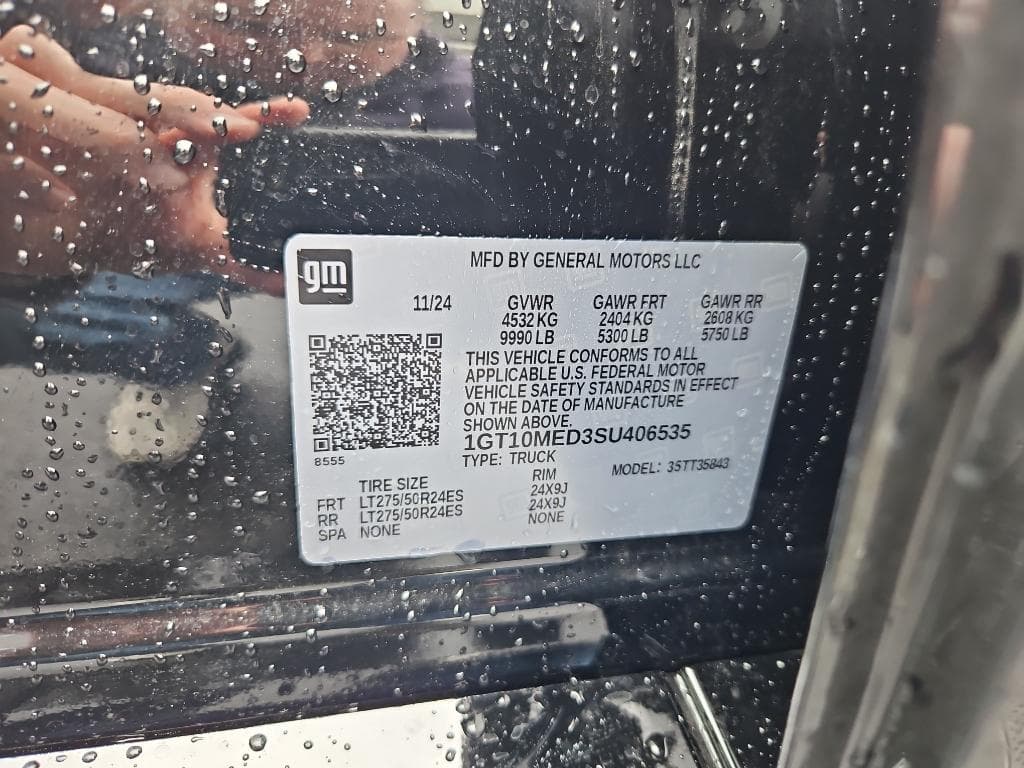 gm
MFD BY GENERAL MOTORS LLC
11/24 GVWR GAWR FRT GAWR RR
4532 KG 2404 KG 2608 KG
9990 LB 5300 LB 5750 LB
THIS VEHICLE CONFORMS TO ALL
APPLICABLE U.S. FEDERAL MOTOR
VEHICLE SAFETY STANDARDS IN EFFECT
ON THE DATE OF MANUFACTURE
SHOWN ABOVE.
1GT10MED3SU406535
8555
TYPE: TRUCK MODEL: 35TT35843
TIRE SIZE RIM
FRT LT275/50R24ES 24X9J
RR LT275/50R24ES 24X9J
SPA NONE NONE